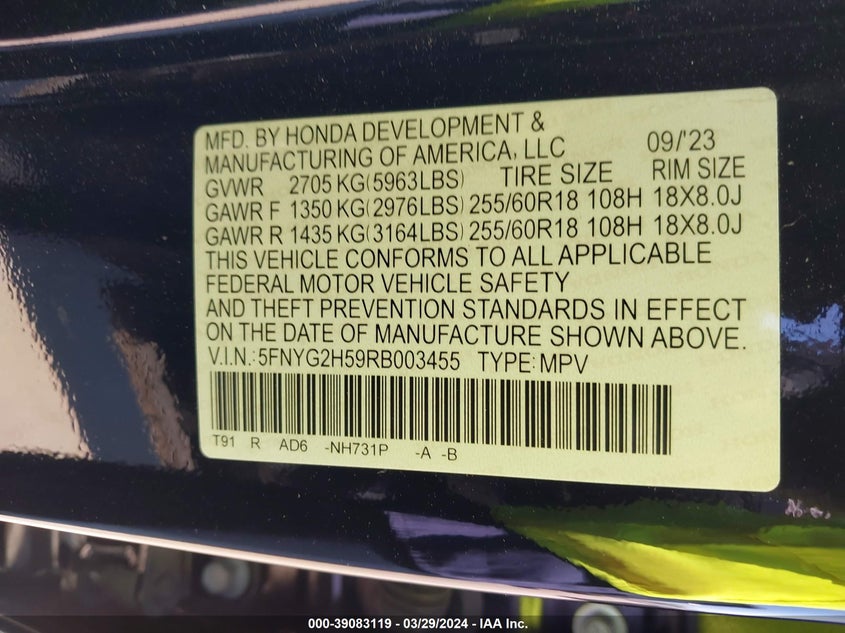 MFD. BY HONDA DEVELOPMENT &
MANUFACTURING OF AMERICA, LLC 09/'23
GVWR 2705 KG(5963LBS) TIRE SIZE RIM SIZE
GAWR F 1350 KG(2976LBS) 255/60R18 108H 18X8.0J
GAWR R 1435 KG(3164LBS) 255/60R18 108H 18X8.0J
THIS VEHICLE CONFORMS TO ALL APPLICABLE
FEDERAL MOTOR VEHICLE SAFETY
AND THEFT PREVENTION STANDARDS IN EFFECT
ON THE DATE OF MANUFACTURE SHOWN ABOVE.
V.I.N.:5FNYG2H59RB003455 TYPE:MPV
T91 R AD6 -NH731P -A -B
000-39083119 / 03/29/2024 - IAA Inc.